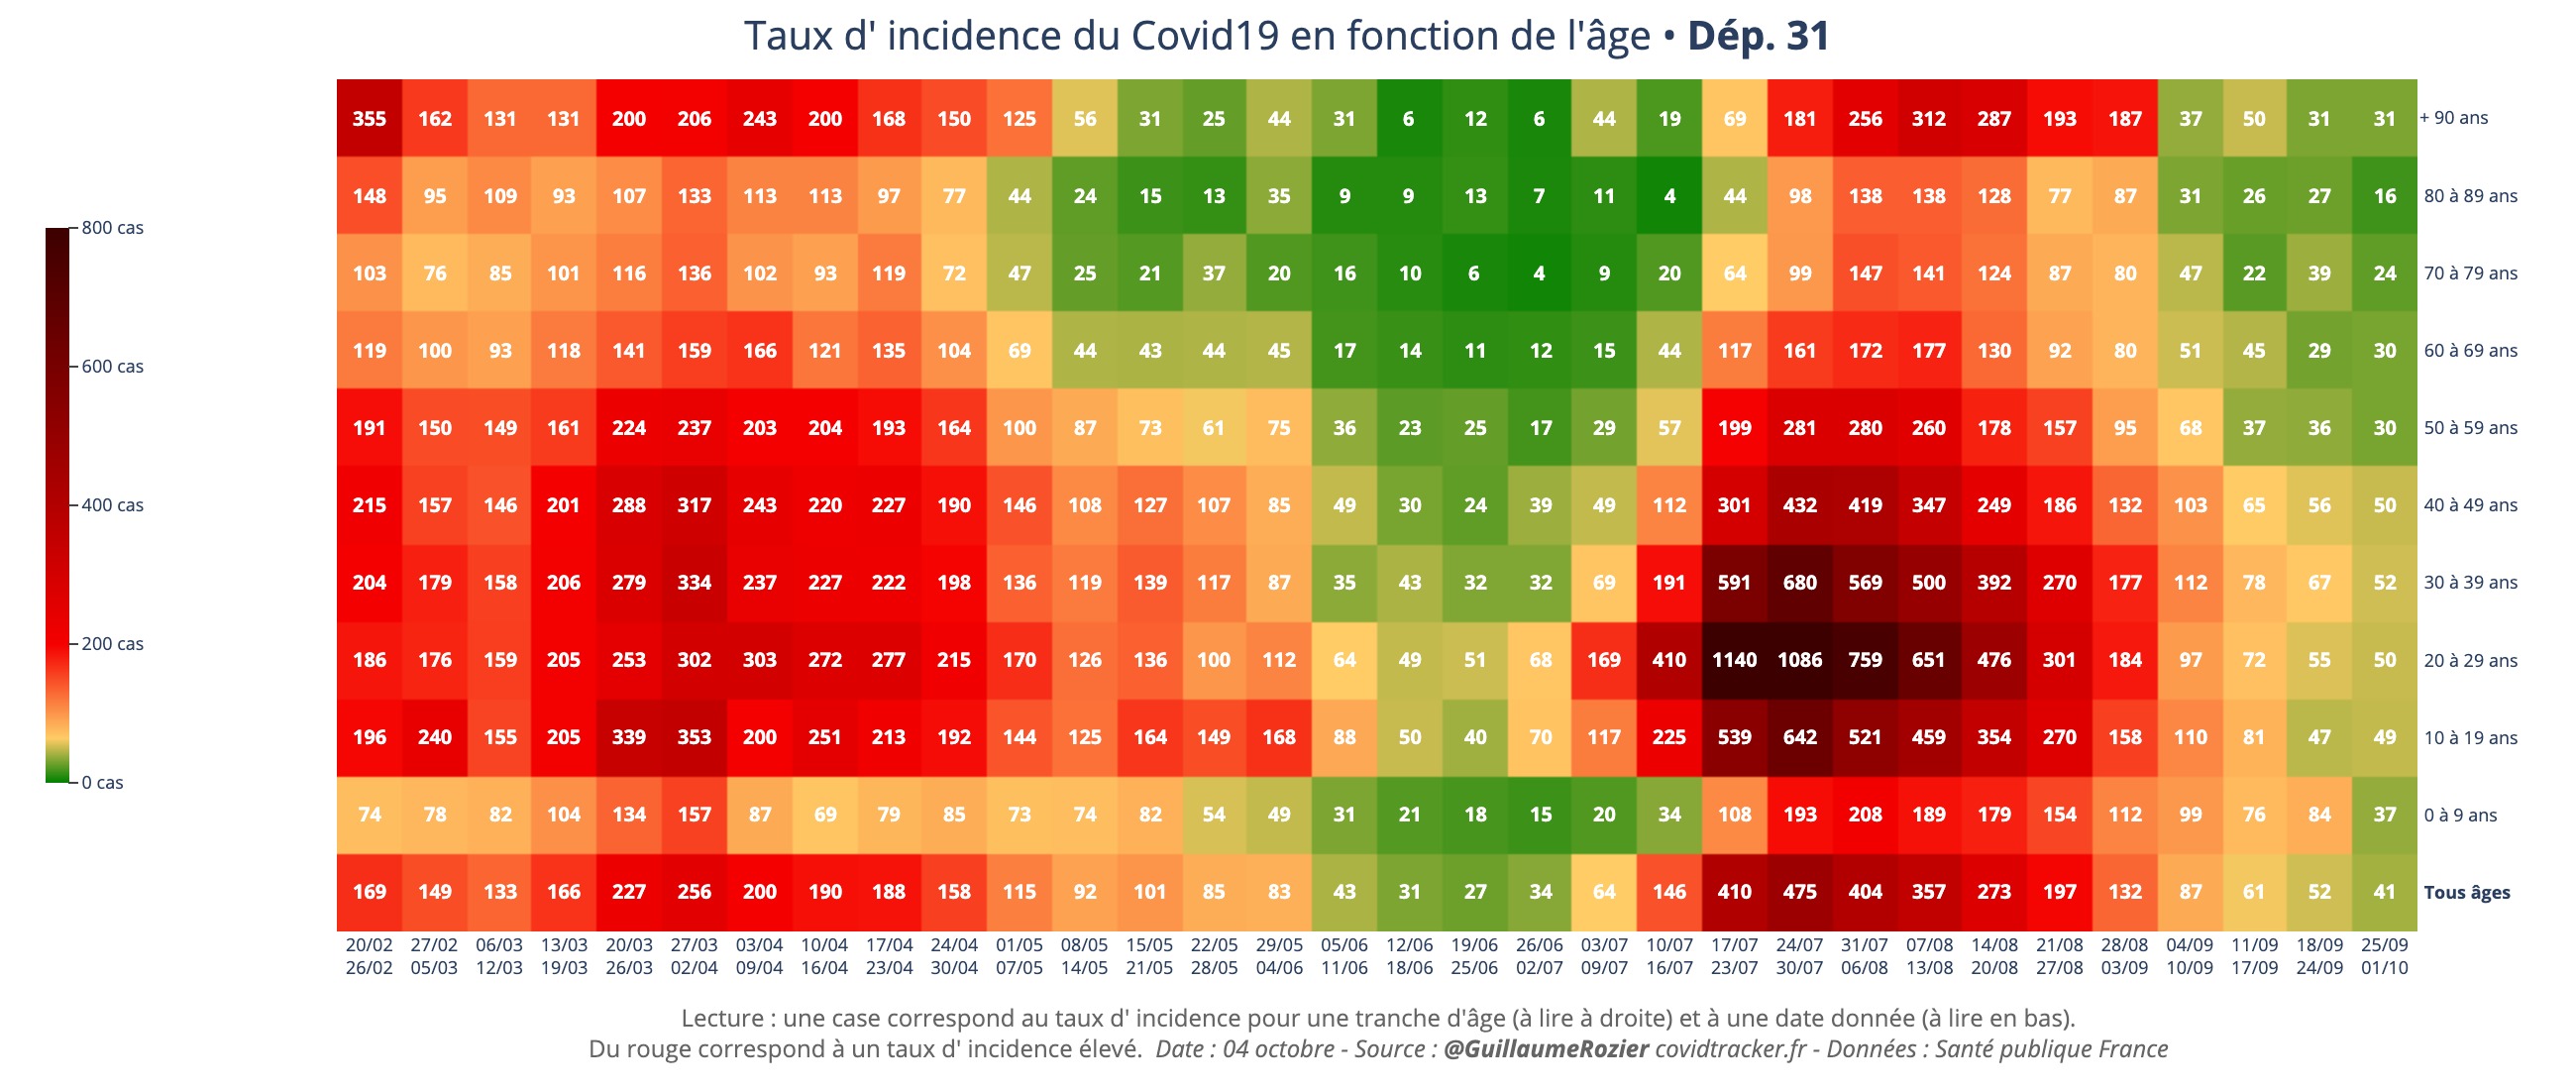 Taux d' incidence du Covid19 en fonction de l'âge • Dép. 31
355 162 131 131 200 206 243 200 168 150 125 56 31 25 44 31 6 12 6 44 19 69 181 256 312 287 193 187 37 50 31 31 + 90 ans
148 95 109 93 107 133 113 113 97 77 44 24 15 13 35 9 9 13 7 11 4 44 98 138 138 128 77 87 31 26 27 16 80 à 89 ans
800 cas
103 76 85 101 116 136 102 93 119 72 47 25 21 37 20 16 10 6 4 9 20 64 99 147 141 124 87 80 47 22 39 24 70 à 79 ans
119 100 93 118 141 159 166 121 135 104 69 44 43 44 45 17 14 11 12 15 44 117 161 172 177 130 92 80 51 45 29 30 60 à 69 ans
600 cas
191 150 149 161 224 237 203 204 193 164 100 87 73 61 75 36 23 25 17 29 57 199 281 280 260 178 157 95 68 37 36 30 50 à 59 ans
400 cas
215 157 146 201 288 317 243 220 227 190 146 108 127 107 85 49 30 24 39 49 112 301 432 419 347 249 186 132 103 65 56 50 40 à 49 ans
204 179 158 206 279 334 237 227 222 198 136 119 139 117 87 35 43 32 32 69 191 591 680 569 500 392 270 177 112 78 67 52 30 à 39 ans
200 cas
186 176 159 205 253 302 303 272 277 215 170 126 136 100 112 64 49 51 68 169 410 1140 1086 759 651 476 301 184 97 72 55 50 20 à 29 ans
196 240 155 205 339 353 200 251 213 192 144 125 164 149 168 88 50 40 70 117 225 539 642 521 459 354 270 158 110 81 47 49 10 à 19 ans
0 cas
74 78 82 104 134 157 87 69 79 85 73 74 82 54 49 31 21 18 15 20 34 108 193 208 189 179 154 112 99 76 84 37 0 à 9 ans
169 149 133 166 227 256 200 190 188 158 115 92 101 85 83 43 31 27 34 64 146 410 475 404 357 273 197 132 87 61 52 41 Tous âges
20/02 27/02 06/03 13/03 20/03 27/03 03/04 10/04 17/04 24/04 01/05 08/05 15/05 22/05 29/05 05/06 12/06 19/06 26/06 03/07 10/07 17/07 24/07 31/07 07/08 14/08 21/08 28/08 04/09 11/09 18/09 25/09
26/02 05/03 12/03 19/03 26/03 02/04 09/04 16/04 23/04 30/04 07/05 14/05 21/05 28/05 04/06 11/06 18/06 25/06 02/07 09/07 16/07 23/07 30/07 06/08 13/08 20/08 27/08 03/09 10/09 17/09 24/09 01/10
Lecture : une case correspond au taux d' incidence pour une tranche d'âge (à lire à droite) et à une date donnée (à lire en bas).
Du rouge correspond à un taux d' incidence élevé. Date : 04 octobre - Source : @GuillaumeRozier covidtracker.fr - Données : Santé publique France